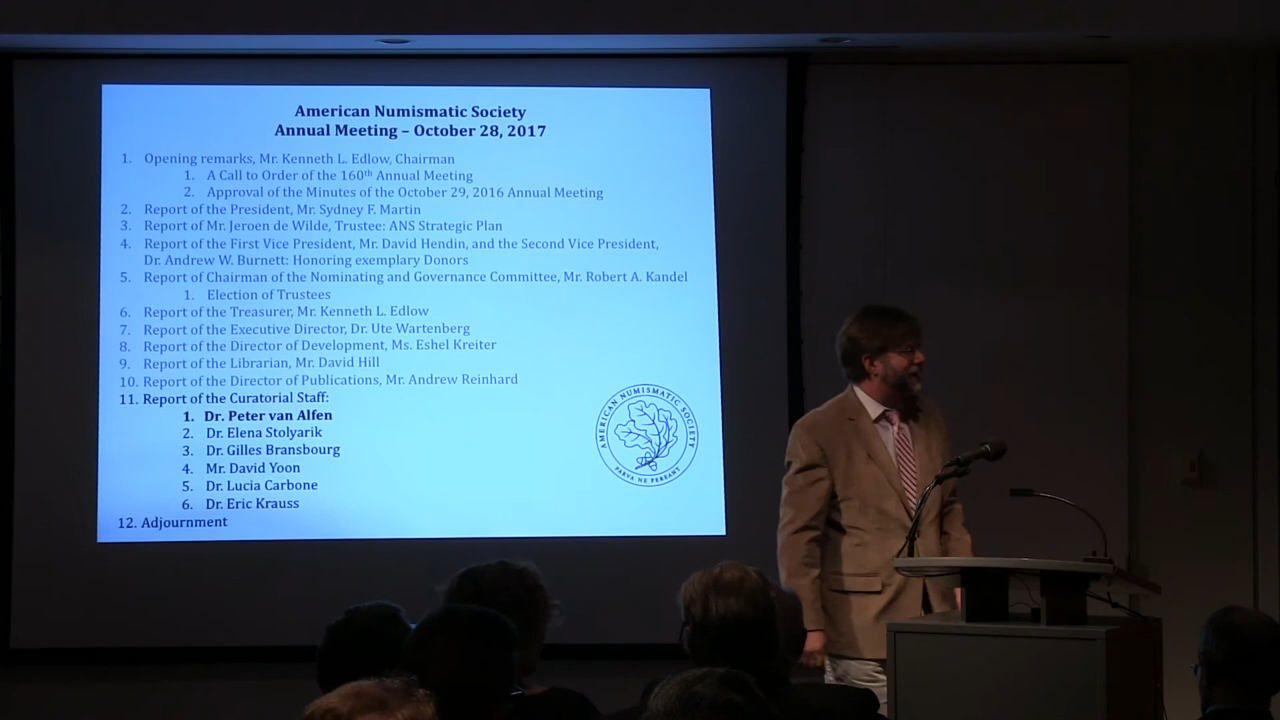 American Numismatic Society
Annual Meeting – October 28, 2017
1. Opening remarks, Mr. Kenneth L. Edlow, Chairman
1. A Call to Order of the 160th Annual Meeting
2. Approval of the Minutes of the October 29, 2016 Annual Meeting
2. Report of the President, Mr. Sydney F. Martin
3. Report of Mr. Jeroen de Wilde, Trustee: ANS Strategic Plan
4. Report of the First Vice President, Mr. David Hendin, and the Second Vice President,
Dr. Andrew W. Burnett: Honoring exemplary Donors
5. Report of Chairman of the Nominating and Governance Committee, Mr. Robert A. Kandel
1. Election of Trustees
6. Report of the Treasurer, Mr. Kenneth L. Edlow
7. Report of the Executive Director, Dr. Ute Wartenberg
8. Report of the Director of Development, Ms. Eshel Kreiter
9. Report of the Librarian, Mr. David Hill
10. Report of the Director of Publications, Mr. Andrew Reinhard
11. Report of the Curatorial Staff:
1. Dr. Peter van Alfen
2. Dr. Elena Stolyarik
3. Dr. Gilles Bransbourg
4. Mr. David Yoon
5. Dr. Lucia Carbone
6. Dr. Eric Krauss
12. Adjournment
AMERICAN NUMISMATIC SOCIETY
PARVA NE PEREANT